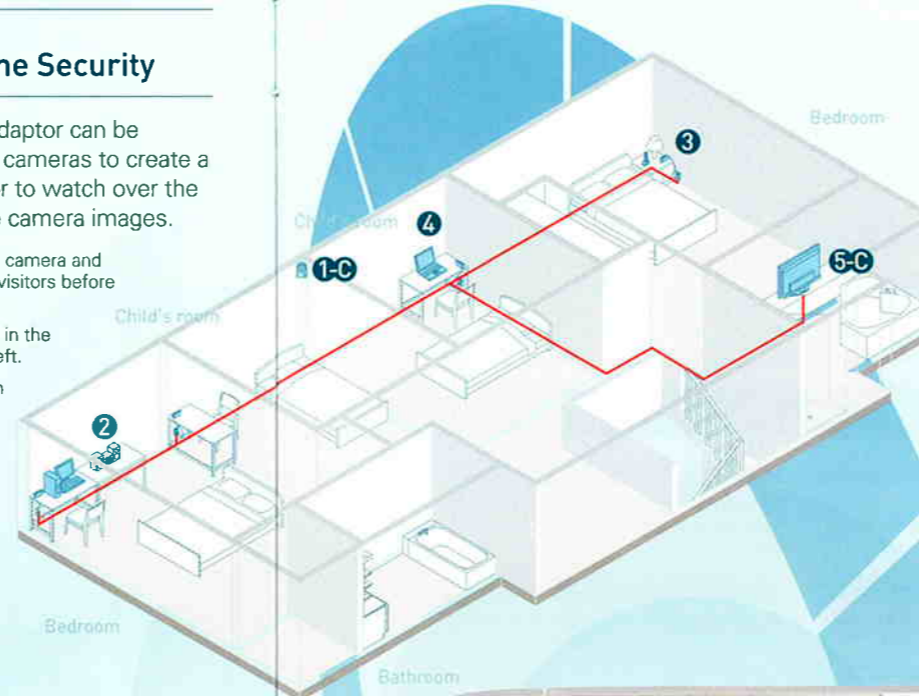 ne Security
daptor can be
cameras to create a
r to watch over the
e camera images.
camera and
visitors before
in the
eft.
Bedroom
3
Child's room
4
1-C
5-C
Child's room
2
Bedroom
Bathroom